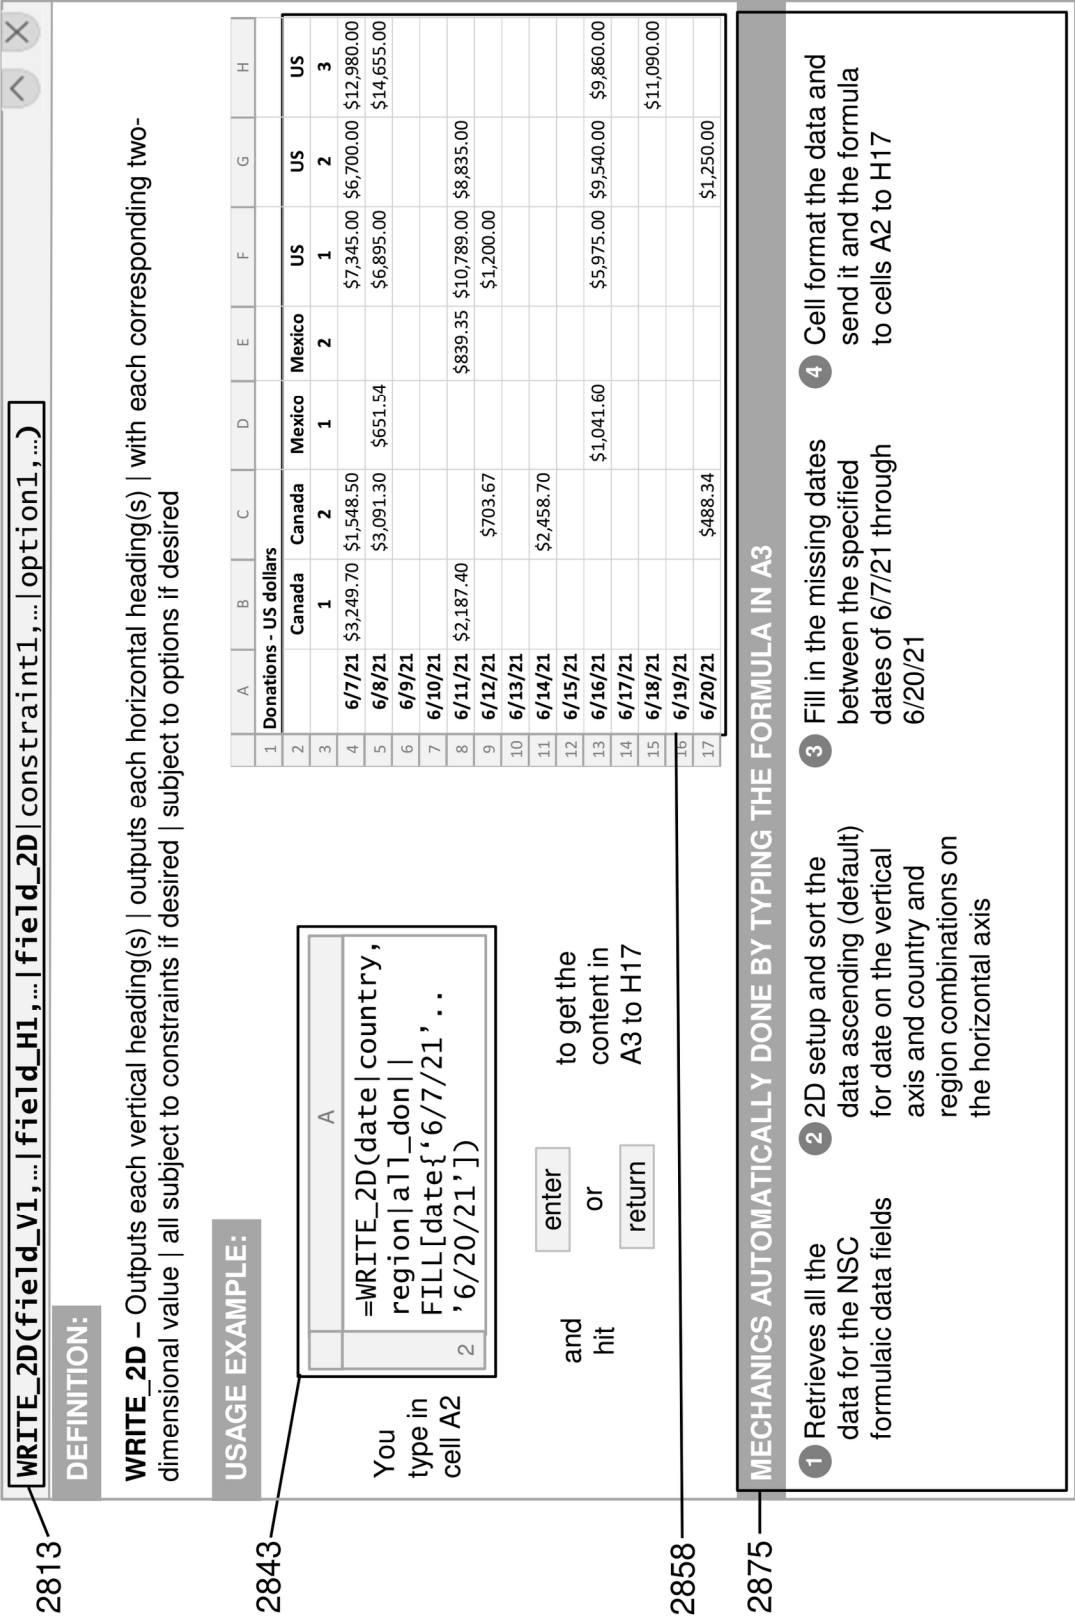 WRITE_2D(field_V1,…|field_H1,…|field_2D|constraint1,…|option1,…)
DEFINITION:
WRITE_2D – Outputs each vertical heading(s) | outputs each horizontal heading(s) | with each corresponding two-
dimensional value | all subject to constraints if desired | subject to options if desired
USAGE EXAMPLE:
You
type in
cell A2
A
2
=WRITE_2D(date|country,
region|all_don||
FILL[date{‘6/7/21’..
’6/20/21’])
and
hit
enter
or
return
to get the
content in
A3 to H17
A B C D E F G H
1 Donations - US dollars
2 Canada Canada Mexico Mexico US US US
3 1 2 1 2 1 2 3
4 6/7/21 $3,249.70 $1,548.50 $7,345.00 $6,700.00 $12,980.00
5 6/8/21 $3,091.30 $651.54 $6,895.00 $14,655.00
6 6/9/21
7 6/10/21
8 6/11/21 $2,187.40 $839.35 $10,789.00 $8,835.00
9 6/12/21 $703.67 $1,200.00
10 6/13/21
11 6/14/21 $2,458.70
12 6/15/21
13 6/16/21 $1,041.60 $5,975.00 $9,540.00 $9,860.00
14 6/17/21
15 6/18/21 $11,090.00
16 6/19/21
17 6/20/21 $488.34 $1,250.00
MECHANICS AUTOMATICALLY DONE BY TYPING THE FORMULA IN A3
1 Retrieves all the
data for the NSC
formulaic data fields
2 2D setup and sort the
data ascending (default)
for date on the vertical
axis and country and
region combinations on
the horizontal axis
3 Fill in the missing dates
between the specified
dates of 6/7/21 through
6/20/21
4 Cell format the data and
send it and the formula
to cells A2 to H17
2813
2843
2858
2875